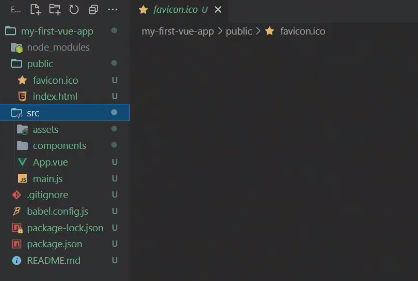 F...
favicon.ico U
my-first-vue-app > public > favicon.ico
my-first-vue-app
node_modules
public
favicon.ico U
index.html U
src
assets
components
App.vue U
main.js U
.gitignore U
babel.config.js U
package-lock.json U
package.json U
README.md U